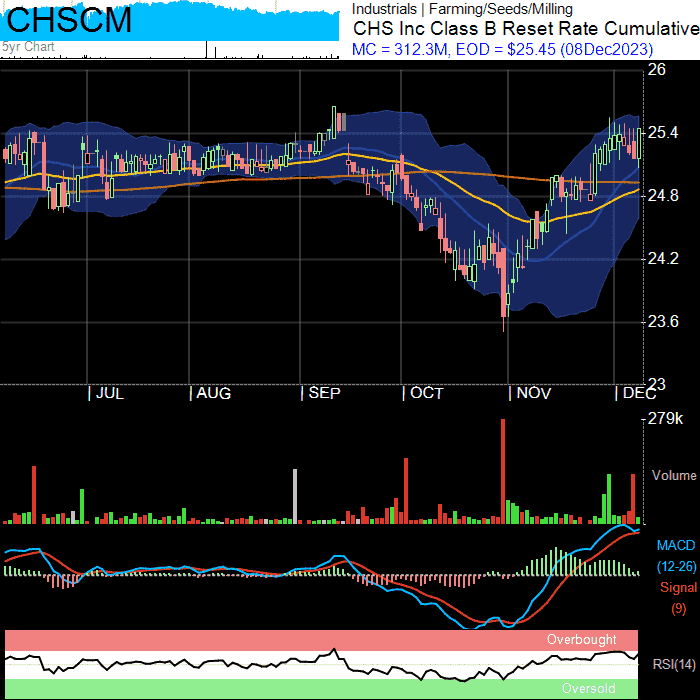 CHSCM
5yr Chart
Industrials | Farming/Seeds/Milling
CHS Inc Class B Reset Rate Cumulative
MC = 312.3M, EOD = $25.45 (08Dec2023)
26
25.4
24.8
24.2
23.6
23
| JUL | AUG | SEP | OCT | NOV | DEC
279k
Volume
MACD
(12-26)
Signal
(9)
Overbought
RSI(14)
Oversold